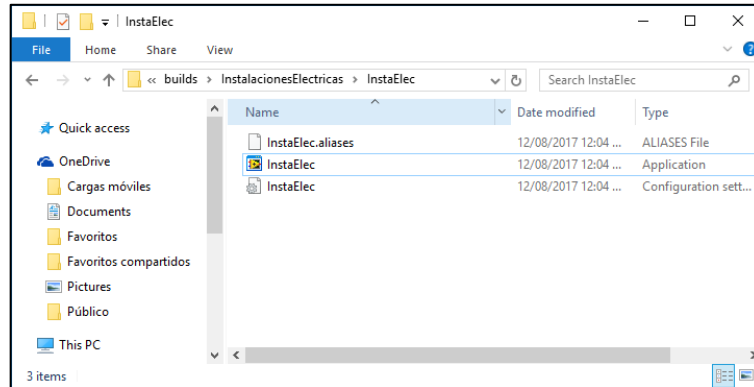 InstaElec
File Home Share View
« builds > InstalacionesElectricas > InstaElec Search InstaElec
Name Date modified Type
Quick access
OneDrive
Cargas móviles
Documents
Favoritos
Favoritos compartidos
Pictures
Público
This PC
InstaElec.aliases 12/08/2017 12:04 ... ALIASES File
InstaElec 12/08/2017 12:04 ... Application
InstaElec 12/08/2017 12:04 ... Configuration sett...
3 items